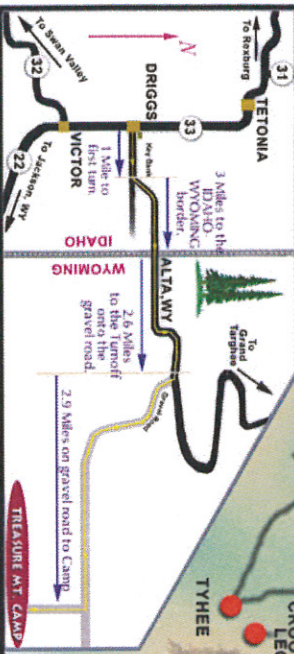 31
To Rexburg
TETONIA
33
DRIGGS
Key Bank
N
To Swan Valley
32
VICTOR
22
To Jackson, WY
1 Mile to
first turn.
3 Miles to the
IDAHO-
WYOMING
border.
IDAHO
WYOMING
ALTA, WY
To
Grand
Targhee
2.6 Miles
to the Turnoff
onto the
gravel road.
Gravel Road
2.9 Miles on gravel road to Camp
TREASURE MT. CAMP
TYHEE